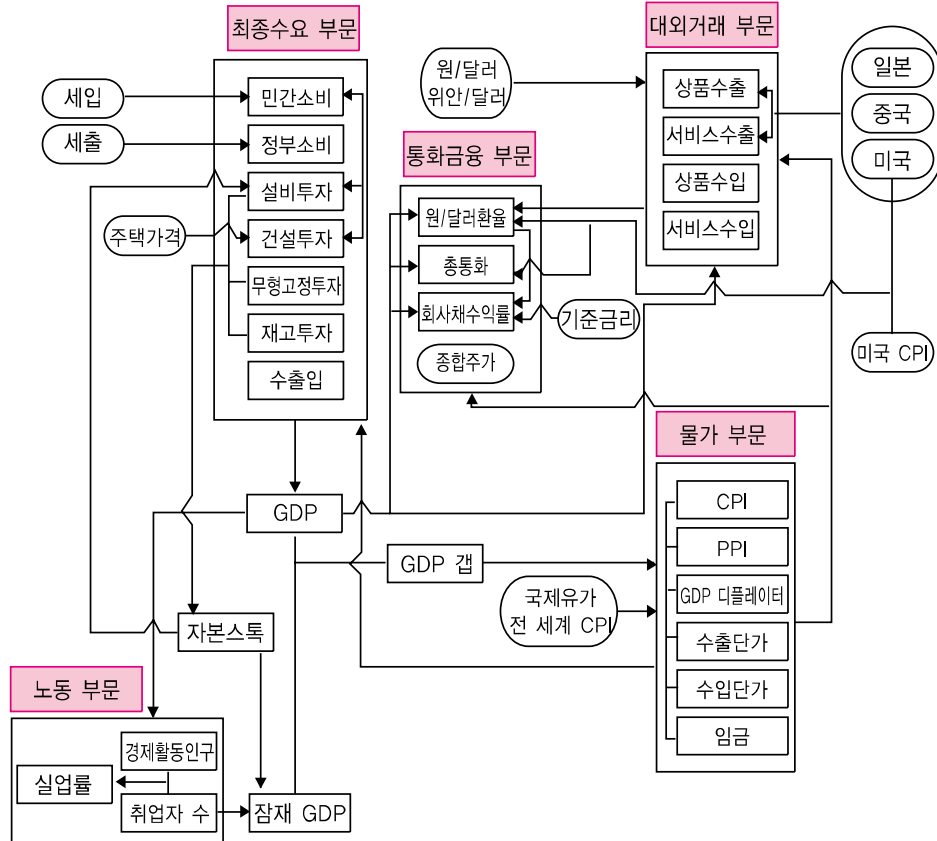 최종수요 부문
세입
세출
주택가격
민간소비
정부소비
설비투자
건설투자
무형고정투자
재고투자
수출입
원/달러
위안/달러
통화금융 부문
원/달러환율
총통화
회사채수익률
종합주가
기준금리
대외거래 부문
상품수출
서비스수출
상품수입
서비스수입
일본
중국
미국
미국 CPI
GDP
GDP 갭
국제유가
전 세계 CPI
물가 부문
CPI
PPI
GDP 디플레이터
수출단가
수입단가
임금
자본스톡
노동 부문
경제활동인구
실업률
취업자 수
잠재 GDP